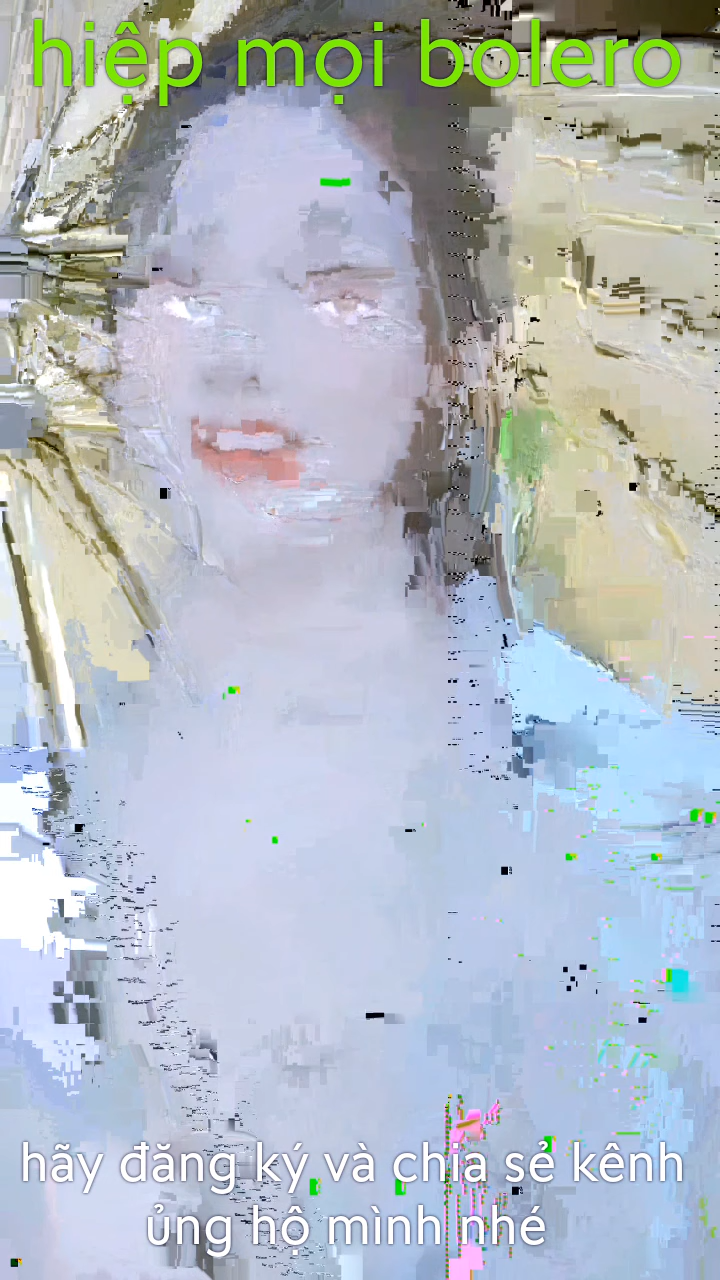 hiệp mọi bolero
hãy đăng ký và chia sẻ kênh
ủng hộ mình nhé